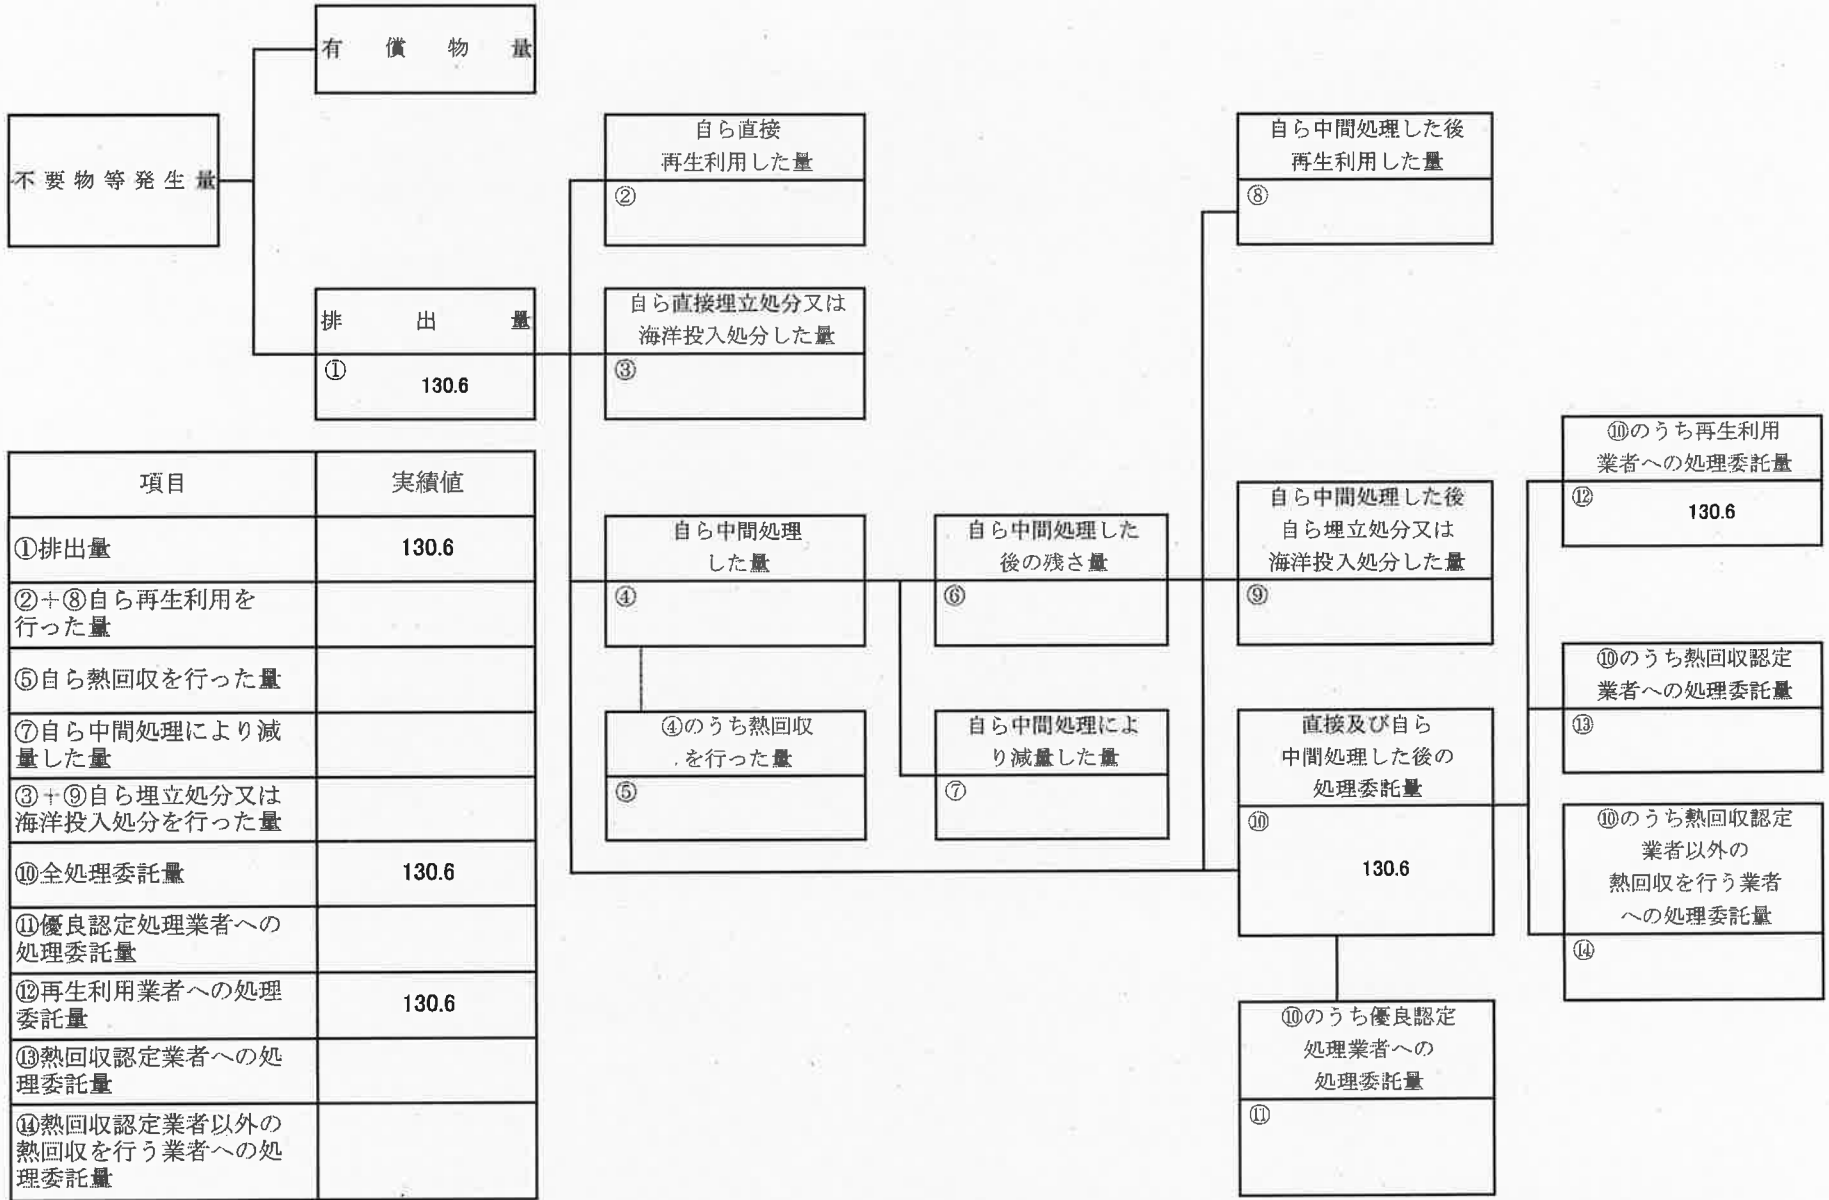 有償物量
不要物等発生量
排出量
①
130.6
自ら直接
再生利用した量
②
自ら直接埋立処分又は
海洋投入処分した量
③
自ら中間処理
した量
④
④のうち熱回収
を行った量
⑤
自ら中間処理した
後の残さ量
⑥
自ら中間処理によ
り減量した量
⑦
自ら中間処理した後
再生利用した量
⑧
自ら中間処理した後
自ら埋立処分又は
海洋投入処分した量
⑨
直接及び自ら
中間処理した後の
処理委託量
⑩
130.6
⑩のうち優良認定
処理業者への
処理委託量
⑪
⑩のうち再生利用
業者への処理委託量
⑫
130.6
⑩のうち熱回収認定
業者への処理委託量
⑬
⑩のうち熱回収認定
業者以外の
熱回収を行う業者
への処理委託量
⑭
項目 実績値
①排出量 130.6
②＋⑧自ら再生利用を
行った量
⑤自ら熱回収を行った量
⑦自ら中間処理により減
量した量
③＋⑨自ら埋立処分又は
海洋投入処分を行った量
⑩全処理委託量 130.6
⑪優良認定処理業者への
処理委託量
⑫再生利用業者への処理
委託量 130.6
⑬熱回収認定業者への処
理委託量
⑭熱回収認定業者以外の
熱回収を行う業者への処
理委託量